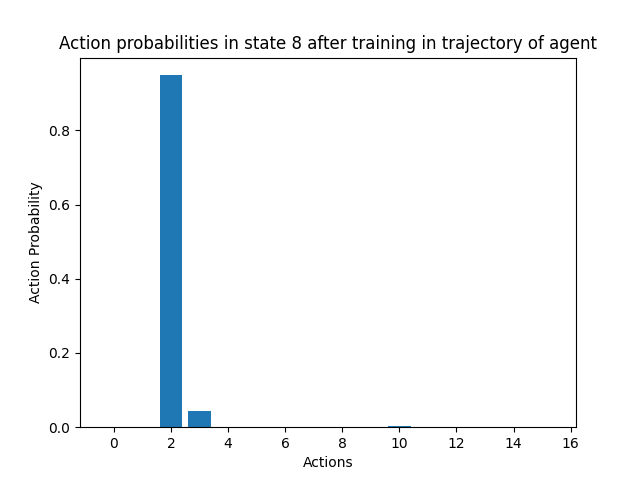 Action probabilities in state 8 after training in trajectory of agent
Action Probability
0.8
0.6
0.4
0.2
0.0
0 2 4 6 8 10 12 14 16
Actions